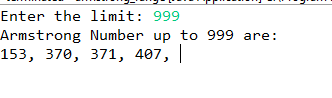 Enter the limit: 999
Armstrong Number up to 999 are:
153, 370, 371, 407,